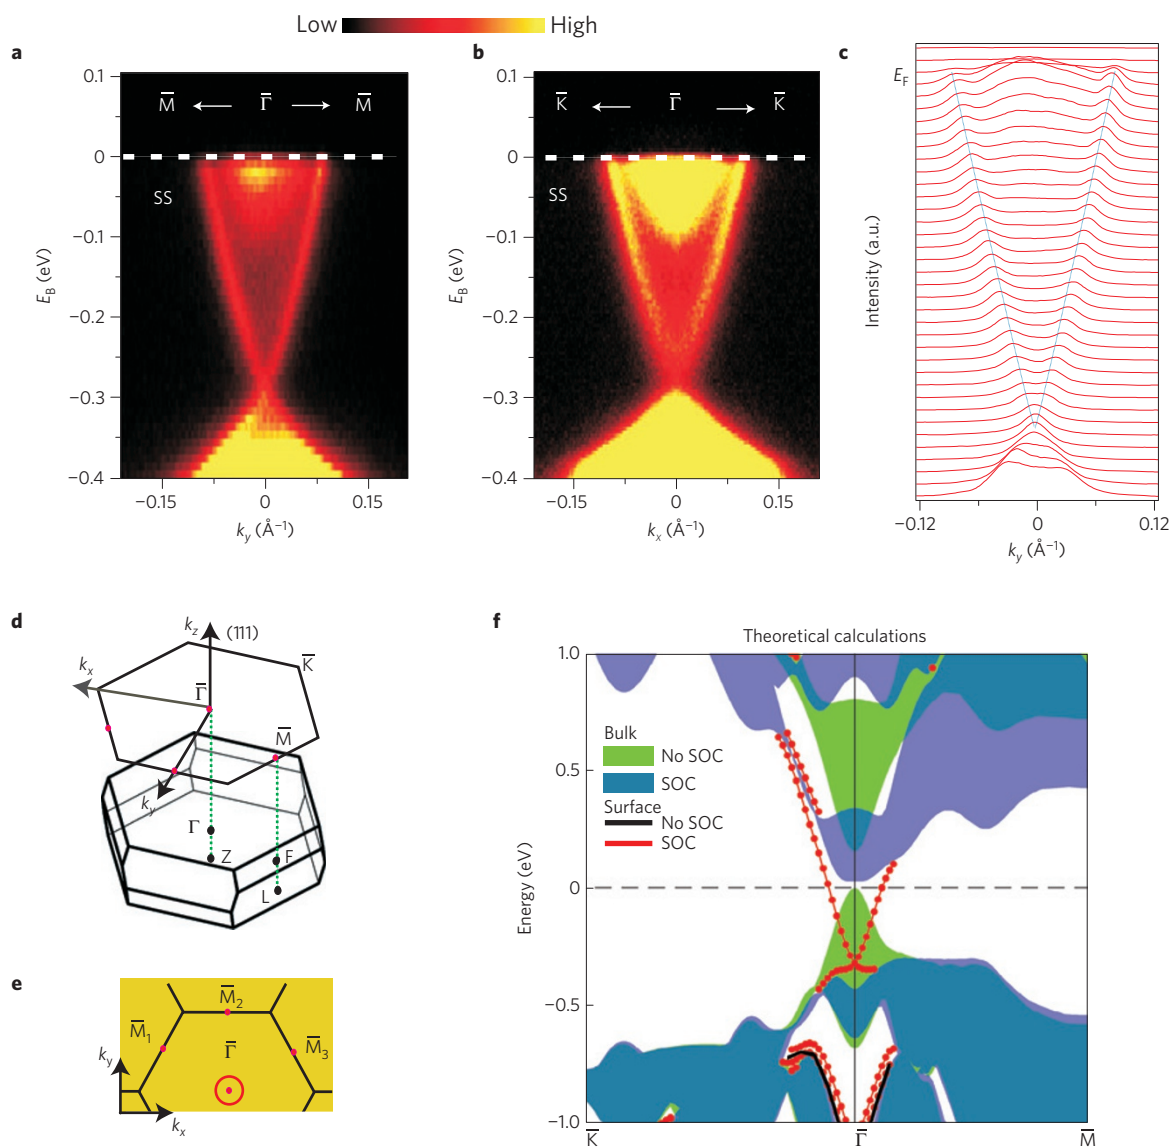 Low High
a
0.1
0
−0.1
−0.2
−0.3
−0.4
E_B (eV)
M̅ ← Γ̅ → M̅
SS
−0.15 0 0.15
k_y (Å⁻¹)
b
0.1
0
−0.1
−0.2
−0.3
−0.4
E_B (eV)
K̅ ← Γ̅ → K̅
SS
−0.15 0 0.15
k_x (Å⁻¹)
c
E_F
Intensity (a.u.)
−0.12 0 0.12
k_y (Å⁻¹)
d
k_z (111)
K̅
k_x
Γ̅
M̅
k_y
Γ
Z F
L
e
M̅₂
M̅₁
Γ̅ M̅₃
k_y
k_x
f
Theoretical calculations
1.0
0.5
0
−0.5
−1.0
Energy (eV)
Bulk
No SOC
SOC
Surface
No SOC
SOC
K̅ Γ̅ M̅